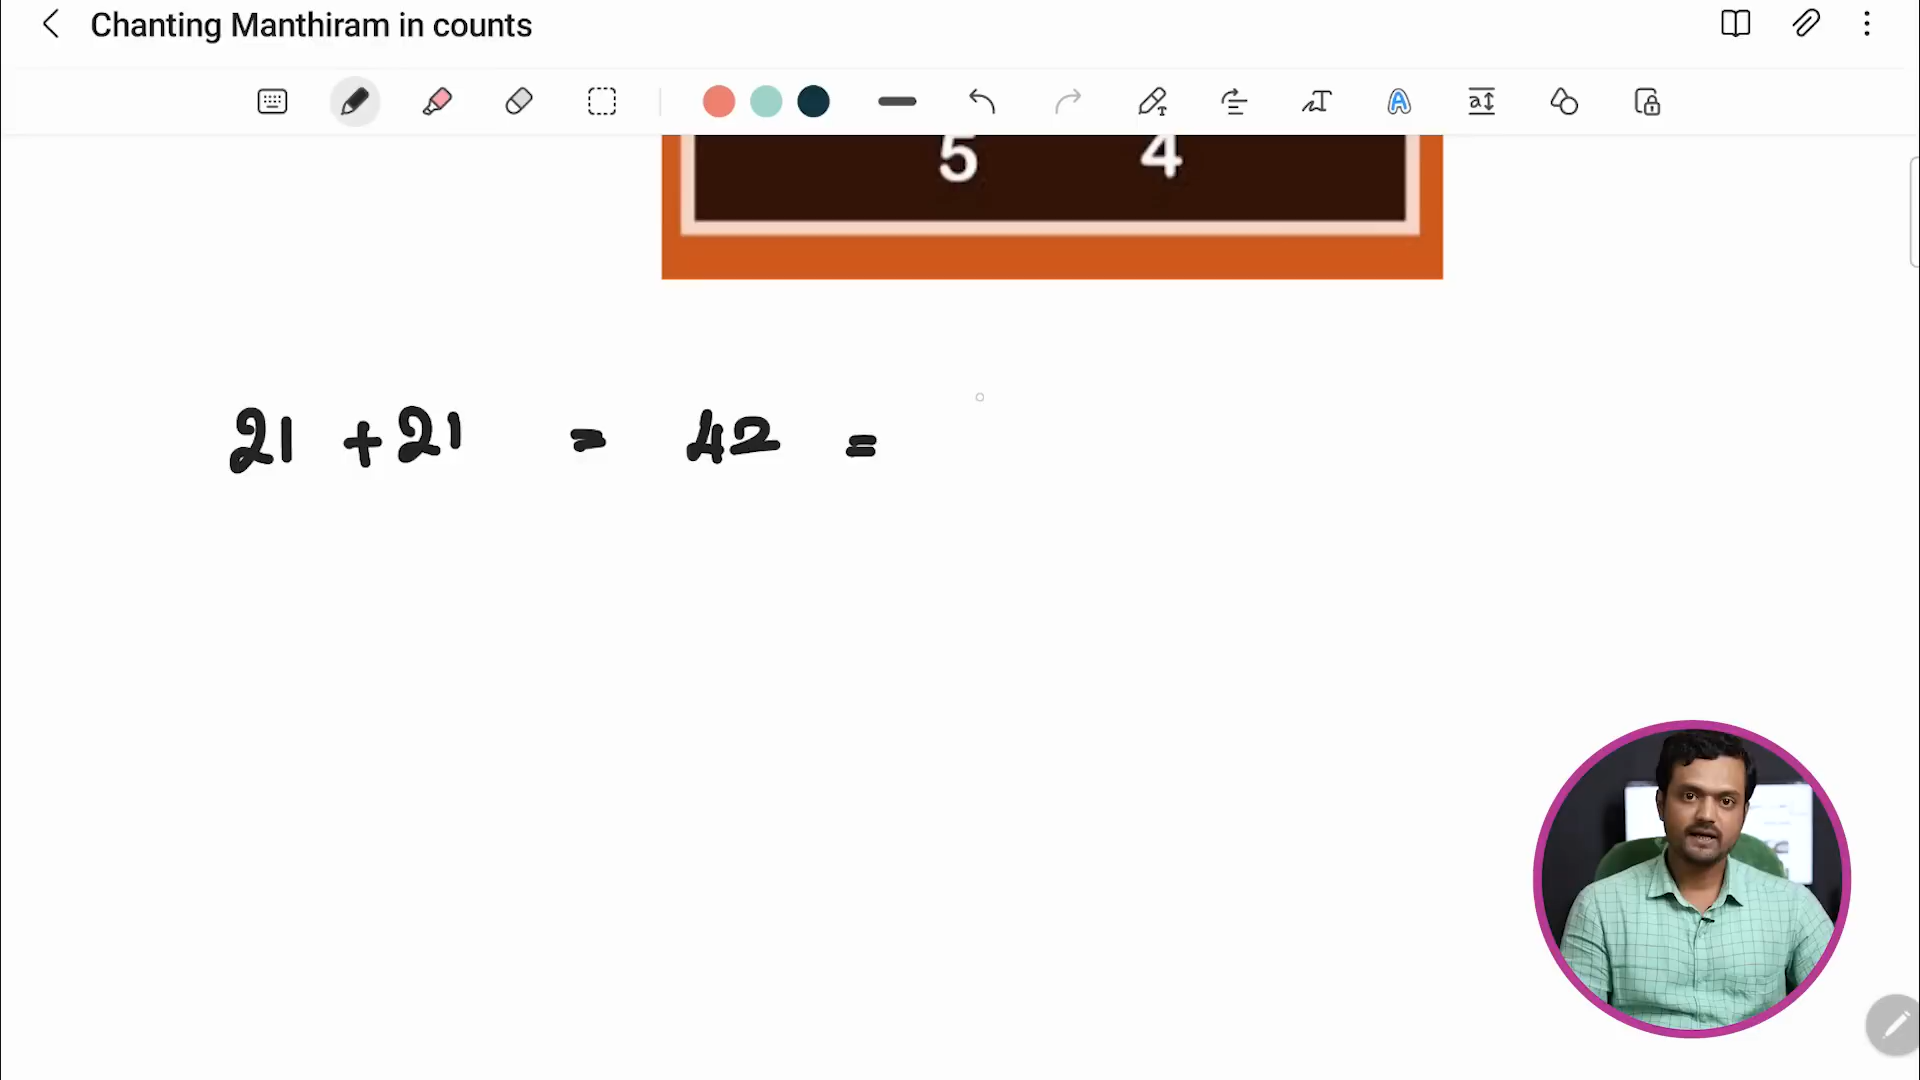 Chanting Manthiram in counts
5 4
21 + 21 = 42 =